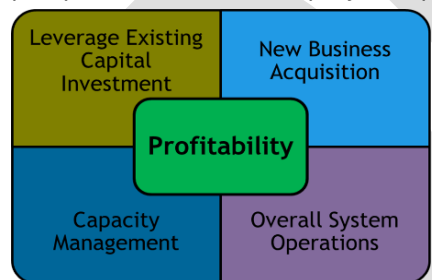 Leverage Existing
Capital
Investment
New Business
Acquisition
Profitability
Capacity
Management
Overall System
Operations